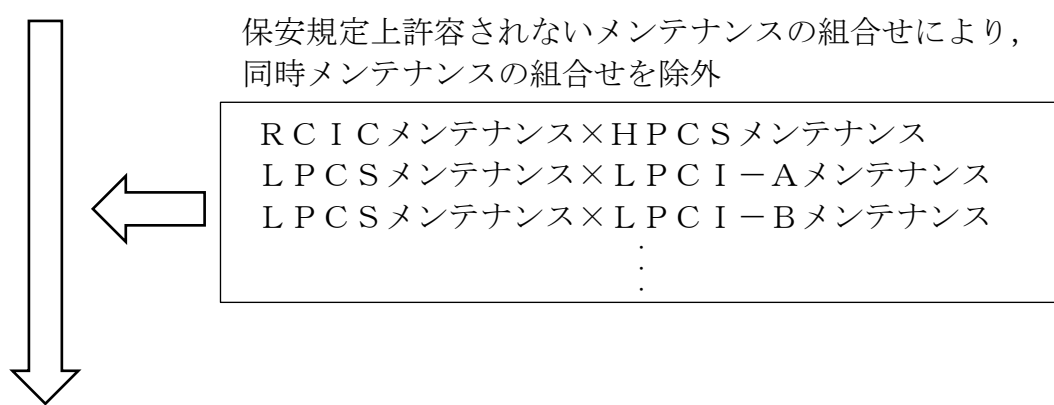 保安規定上許容されないメンテナンスの組合せにより，
同時メンテナンスの組合せを除外
ＲＣＩＣメンテナンス×ＨＰＣＳメンテナンス
ＬＰＣＳメンテナンス×ＬＰＣＩ－Ａメンテナンス
ＬＰＣＳメンテナンス×ＬＰＣＩ－Ｂメンテナンス
・
・
・